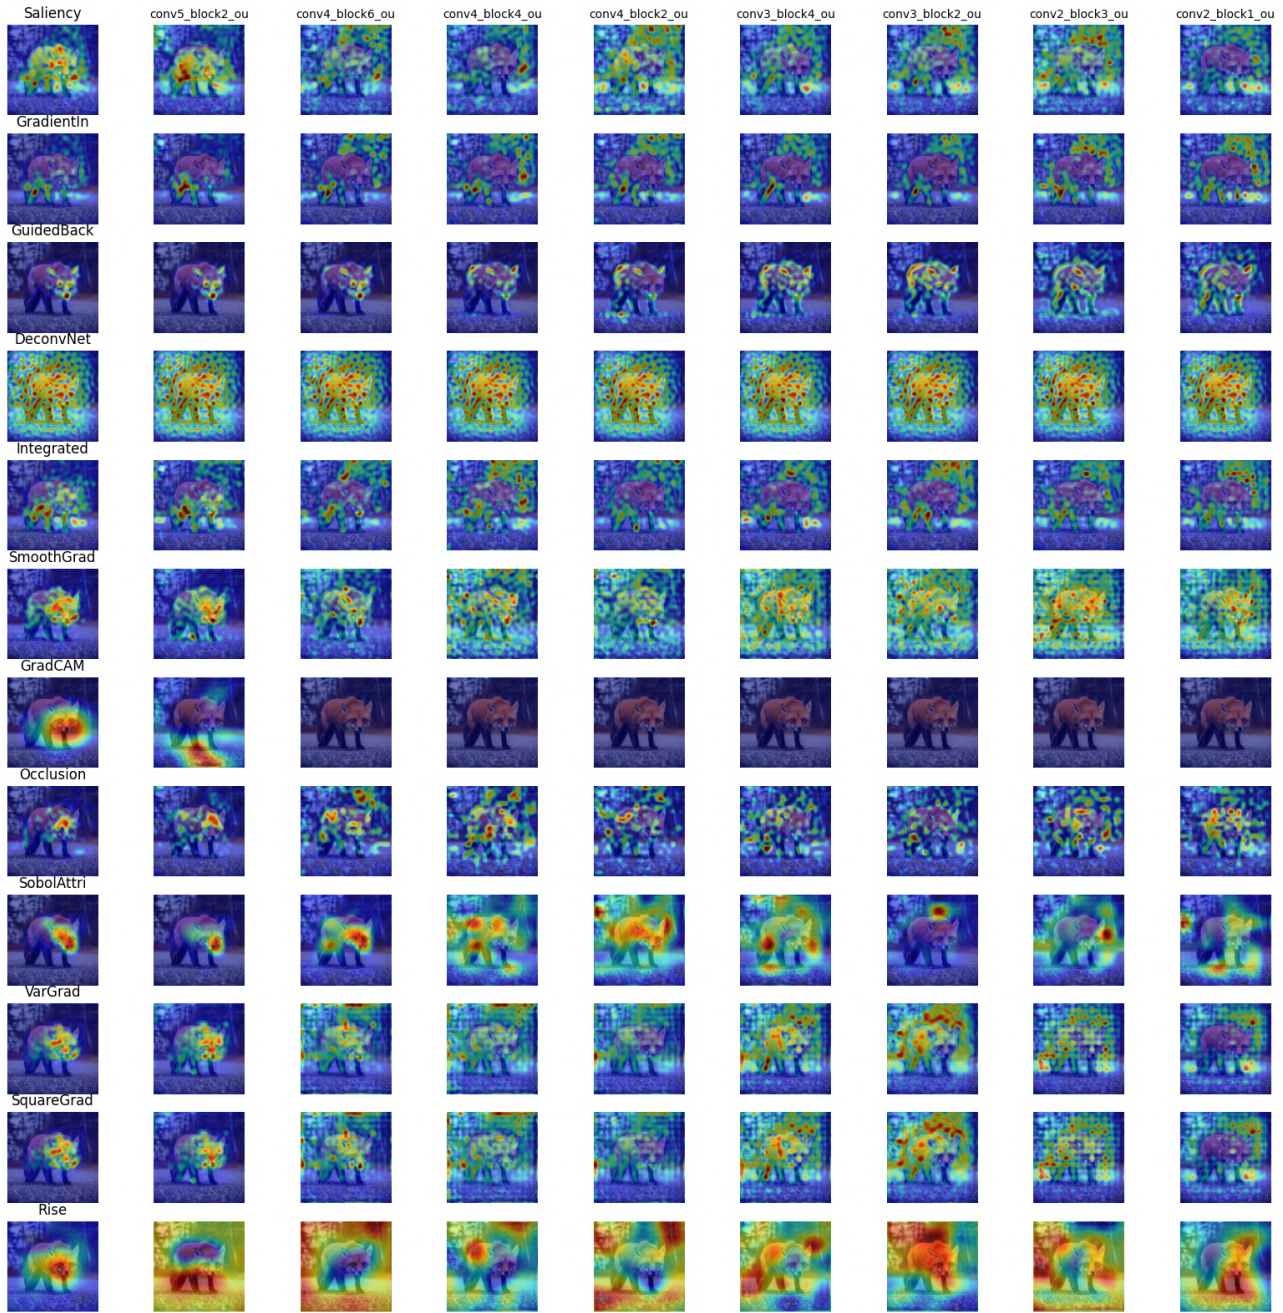 Saliency conv5_block2_ou conv4_block6_ou conv4_block4_ou conv4_block2_ou conv3_block4_ou conv3_block2_ou conv2_block3_ou conv2_block1_ou
GradientIn
GuidedBack
DeconvNet
Integrated
SmoothGrad
GradCAM
Occlusion
SobolAttri
VarGrad
SquareGrad
Rise